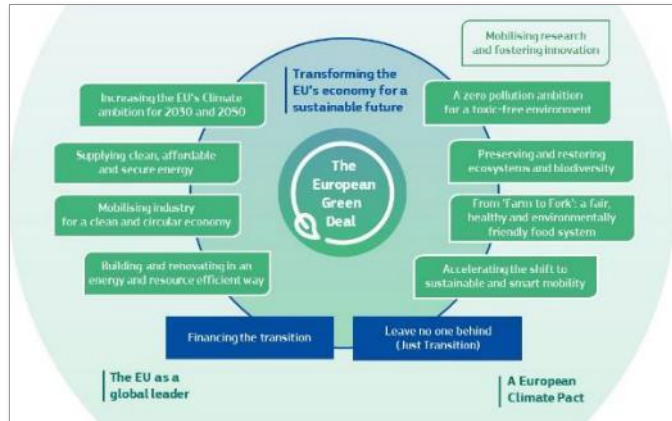 Mobilising research
and fostering innovation
Transforming the
EU's economy for a
sustainable future
Increasing the EU's Climate
ambition for 2030 and 2050
A zero pollution ambition
for a toxic-free environment
Supplying clean, affordable
and secure energy
The
European
Green
Deal
Preserving and restoring
ecosystems and biodiversity
Mobilising industry
for a clean and circular economy
From 'Farm to Fork': a fair,
healthy and environmentally
friendly food system
Building and renovating in an
energy and resource efficient way
Accelerating the shift to
sustainable and smart mobility
Financing the transition
Leave no one behind
(Just Transition)
The EU as a
global leader
A European
Climate Pact